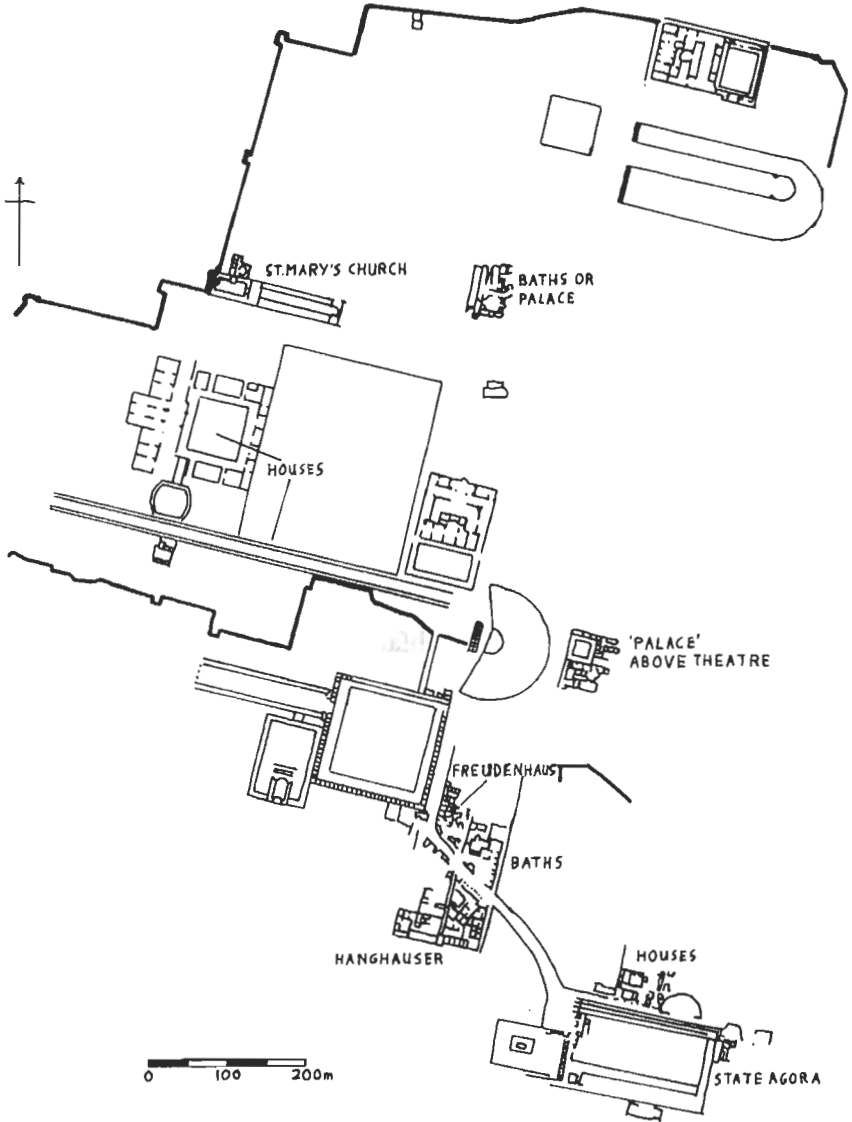 ST.MARY'S CHURCH
BATHS OR
PALACE
HOUSES
'PALACE'
ABOVE THEATRE
FREUDENHAUS
BATHS
HANGHAUSER
HOUSES
STATE AGORA
0 100 200m